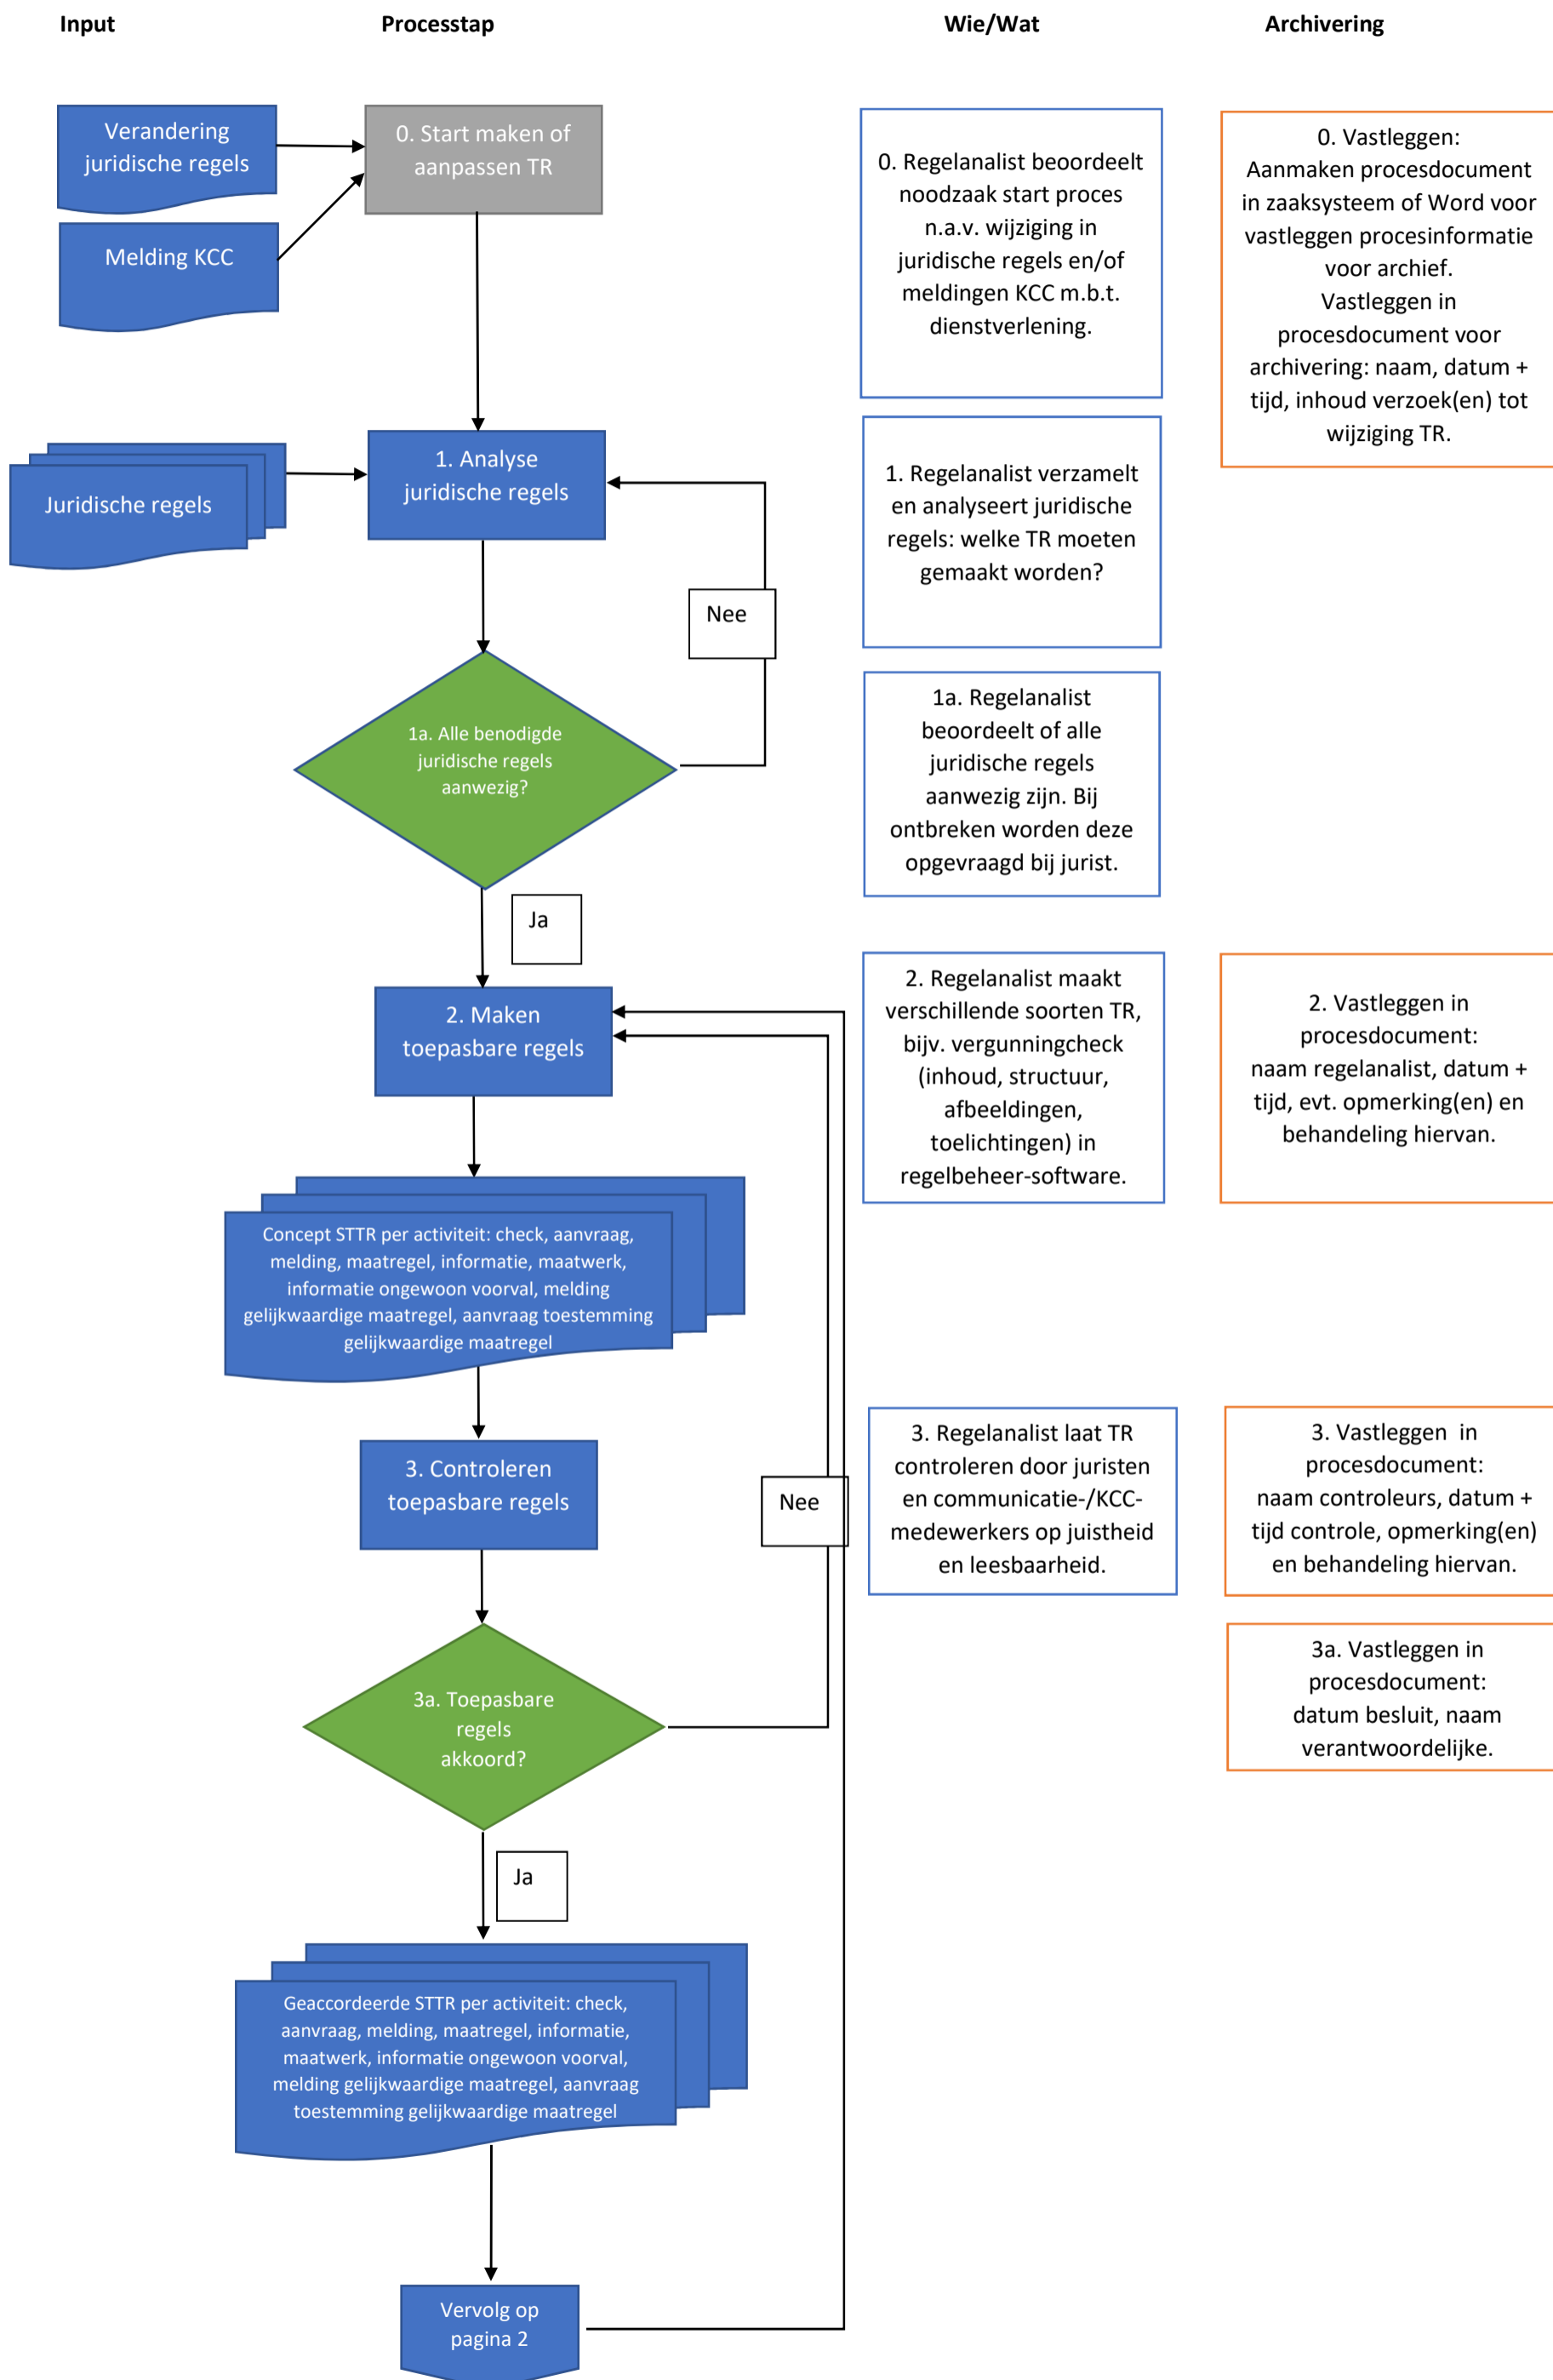 Input
Processtap
Wie/Wat
Archivering
Verandering
juridische regels
Melding KCC
0. Start maken of
aanpassen TR
0. Regelanalist beoordeelt
noodzaak start proces
n.a.v. wijziging in
juridische regels en/of
meldingen KCC m.b.t.
dienstverlening.
0. Vastleggen:
Aanmaken procesdocument
in zaaksysteem of Word voor
vastleggen procesinformatie
voor archief.
Vastleggen in
procesdocument voor
archivering: naam, datum +
tijd, inhoud verzoek(en) tot
wijziging TR.
Juridische regels
1. Analyse
juridische regels
1. Regelanalist verzamelt
en analyseert juridische
regels: welke TR moeten
gemaakt worden?
Nee
1a. Alle benodigde
juridische regels
aanwezig?
1a. Regelanalist
beoordeelt of alle
juridische regels
aanwezig zijn. Bij
ontbreken worden deze
opgevraagd bij jurist.
Ja
2. Maken
toepasbare regels
2. Regelanalist maakt
verschillende soorten TR,
bijv. vergunningcheck
(inhoud, structuur,
afbeeldingen,
toelichtingen) in
regelbeheer-software.
2. Vastleggen in
procesdocument:
naam regelanalist, datum +
tijd, evt. opmerking(en) en
behandeling hiervan.
Concept STTR per activiteit: check, aanvraag,
melding, maatregel, informatie, maatwerk,
informatie ongewoon voorval, melding
gelijkwaardige maatregel, aanvraag toestemming
gelijkwaardige maatregel
3. Controleren
toepasbare regels
Nee
3. Regelanalist laat TR
controleren door juristen
en communicatie-/KCC-
medewerkers op juistheid
en leesbaarheid.
3. Vastleggen in
procesdocument:
naam controleurs, datum +
tijd controle, opmerking(en)
en behandeling hiervan.
3a. Toepasbare
regels
akkoord?
3a. Vastleggen in
procesdocument:
datum besluit, naam
verantwoordelijke.
Ja
Geaccordeerde STTR per activiteit: check,
aanvraag, melding, maatregel, informatie,
maatwerk, informatie ongewoon voorval,
melding gelijkwaardige maatregel, aanvraag
toestemming gelijkwaardige maatregel
Vervolg op
pagina 2